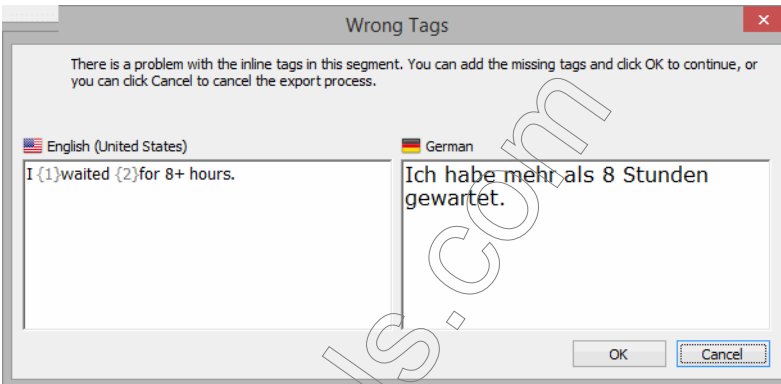 Wrong Tags
There is a problem with the inline tags in this segment. You can add the missing tags and click OK to continue, or
you can click Cancel to cancel the export process.
English (United States)
German
I {1}waited {2}for 8+ hours.
Ich habe mehr als 8 Stunden
gewartet.
OK
Cancel
ls.com